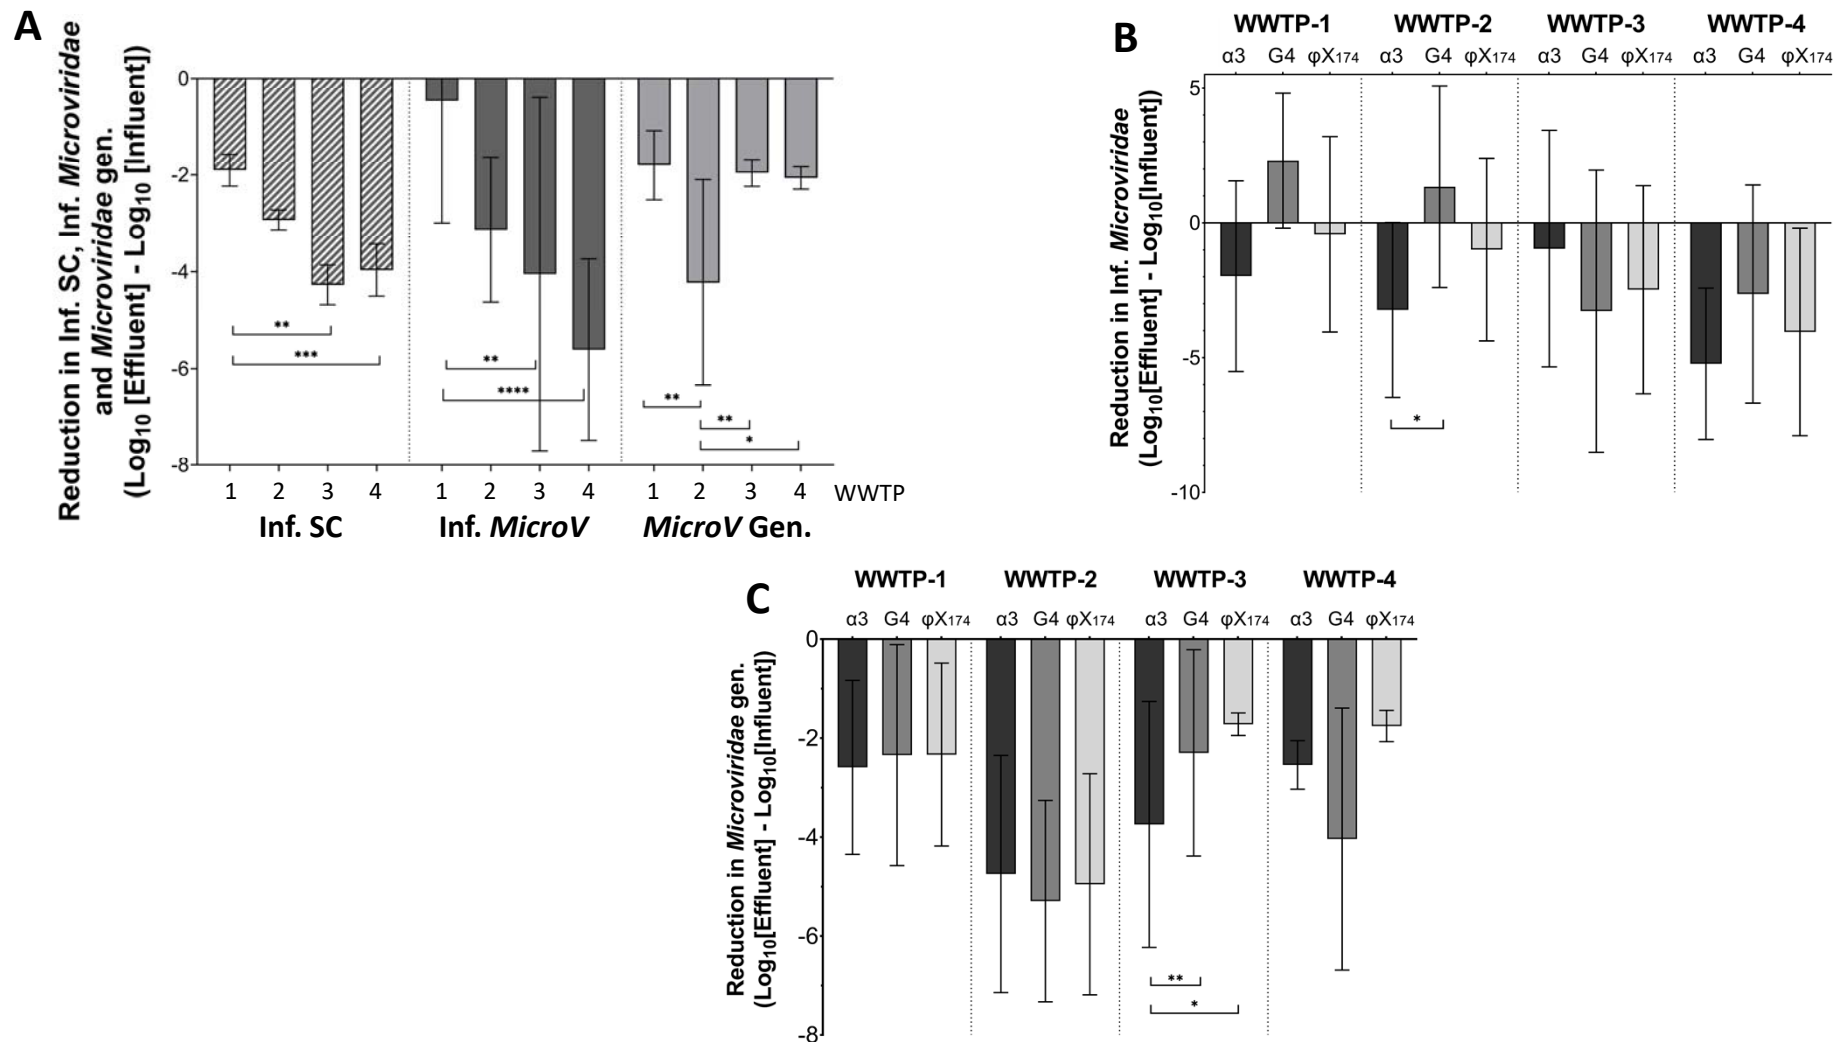 A
Reduction in Inf. SC, Inf. Microviridae
and Microviridae gen.
(Log10 [Effluent] - Log10 [Influent])
0
-2
-4
-6
-8
** ***
** ****
** ** *
1 2 3 4 1 2 3 4 1 2 3 4 WWTP
Inf. SC Inf. MicroV MicroV Gen.
B
WWTP-1 WWTP-2 WWTP-3 WWTP-4
α3 G4 φX174 α3 G4 φX174 α3 G4 φX174 α3 G4 φX174
Reduction in Inf. Microviridae
(Log10[Effluent] - Log10[Influent])
5
0
-5
-10
*
C
WWTP-1 WWTP-2 WWTP-3 WWTP-4
α3 G4 φX174 α3 G4 φX174 α3 G4 φX174 α3 G4 φX174
Reduction in Microviridae gen.
(Log10[Effluent] - Log10[Influent])
0
-2
-4
-6
-8
**
*